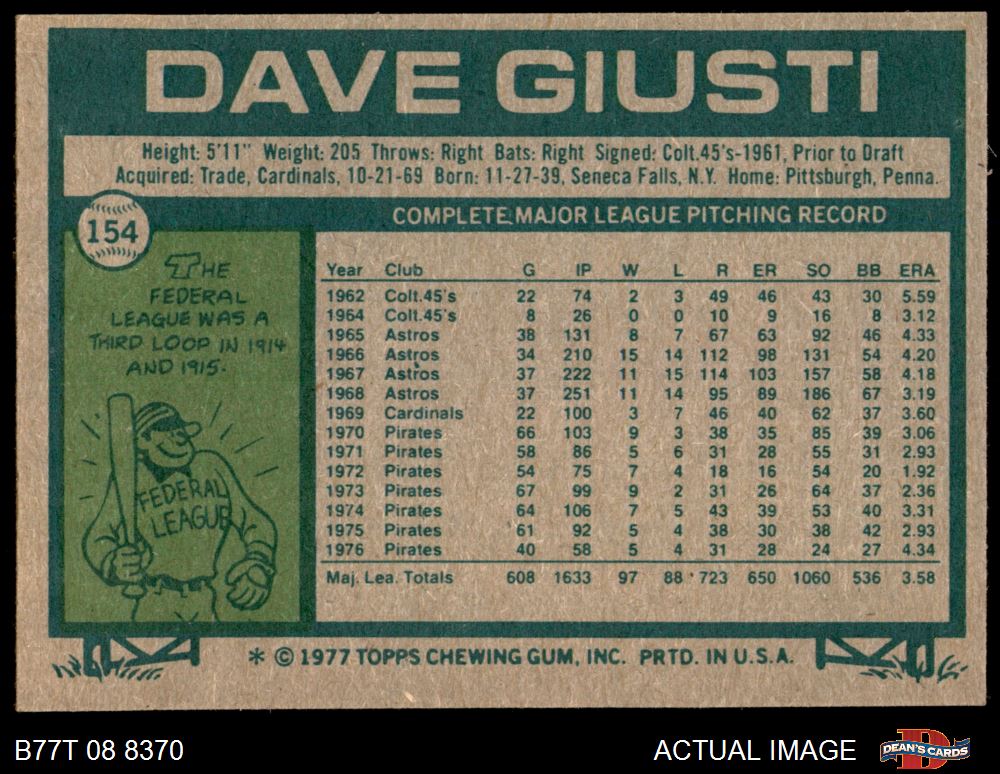 DAVE GIUSTI
Height: 5'11" Weight: 205 Throws: Right Bats: Right Signed: Colt.45's-1961, Prior to Draft
Acquired: Trade, Cardinals, 10-21-69 Born: 11-27-39, Seneca Falls, N.Y. Home: Pittsburgh, Penna.
154
THE
FEDERAL
LEAGUE WAS A
THIRD LOOP IN 1914
AND 1915.
FEDERAL
LEAGUE
COMPLETE MAJOR LEAGUE PITCHING RECORD
Year Club G IP W L R ER SO BB ERA
1962 Colt.45's 22 74 2 3 49 46 43 30 5.59
1964 Colt.45's 8 26 0 0 10 9 16 8 3.12
1965 Astros 38 131 8 7 67 63 92 46 4.33
1966 Astros 34 210 15 14 112 98 131 54 4.20
1967 Astros 37 222 11 15 114 103 157 58 4.18
1968 Astros 37 251 11 14 95 89 186 67 3.19
1969 Cardinals 22 100 3 7 46 40 62 37 3.60
1970 Pirates 66 103 9 3 38 35 85 39 3.06
1971 Pirates 58 86 5 6 31 28 55 31 2.93
1972 Pirates 54 75 7 4 18 16 54 20 1.92
1973 Pirates 67 99 9 2 31 26 64 37 2.36
1974 Pirates 64 106 7 5 43 39 53 40 3.31
1975 Pirates 61 92 5 4 38 30 38 42 2.93
1976 Pirates 40 58 5 4 31 28 24 27 4.34
Maj. Lea. Totals 608 1633 97 88 723 650 1060 536 3.58
* © 1977 TOPPS CHEWING GUM, INC. PRTD. IN U.S.A.
B77T 08 8370
ACTUAL IMAGE
DEAN'S CARDS